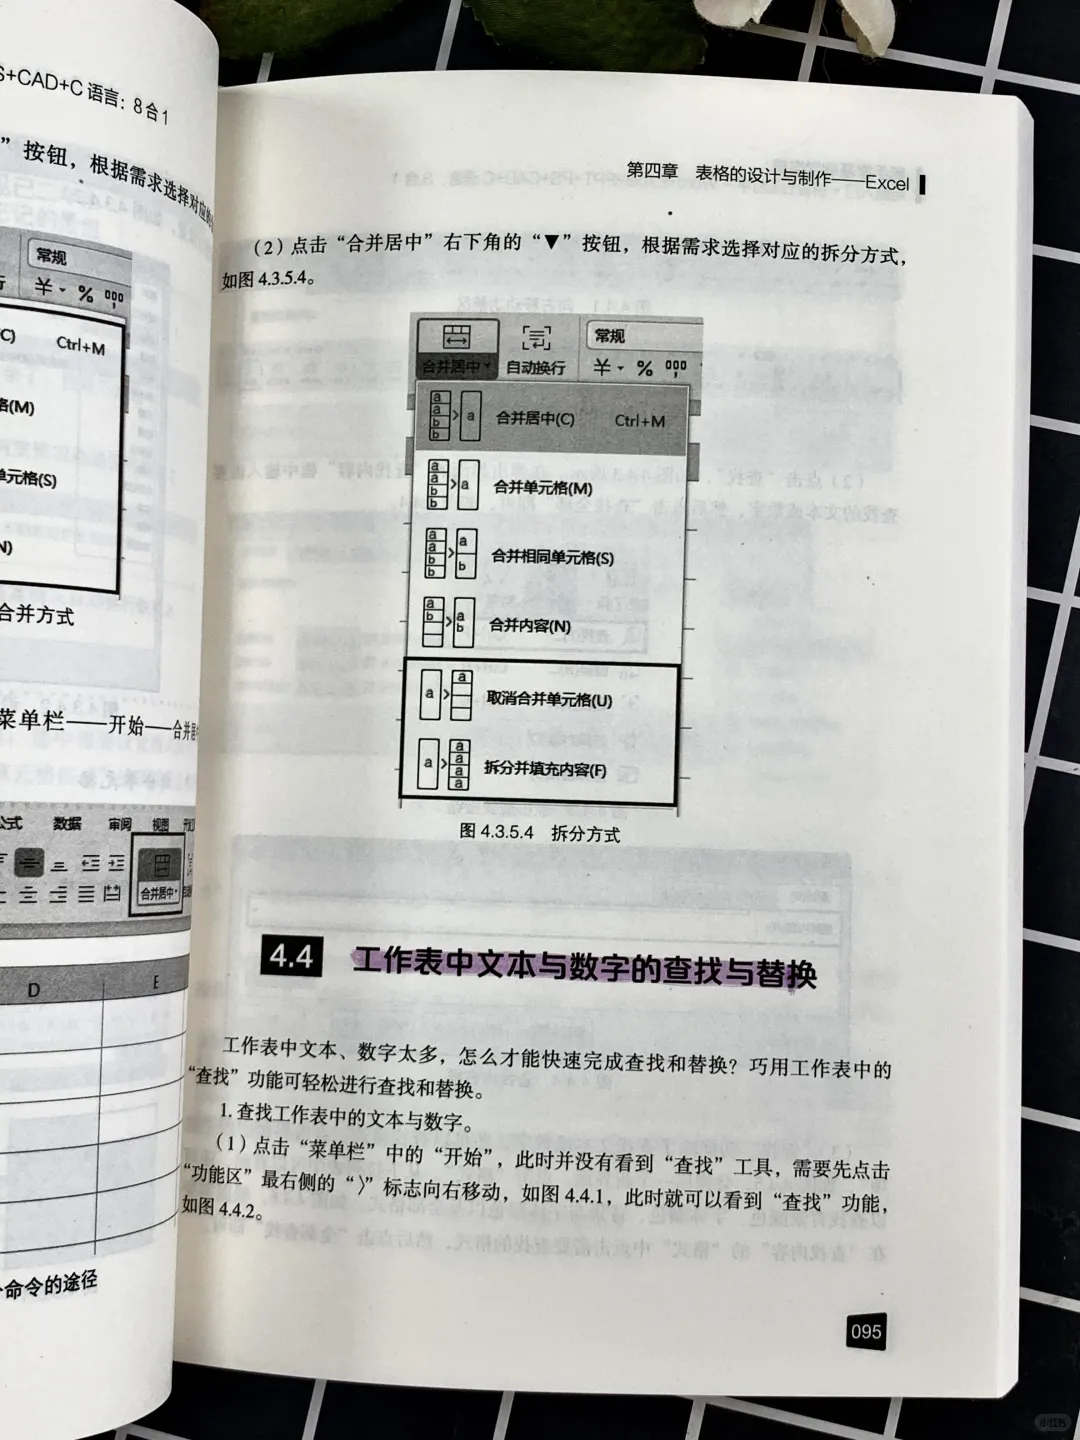 S+CAD+C 语言：8 合 1
”按钮，根据需求选择对应的
常规
¥ % 000
C) Ctrl+M
格(M)
单元格(S)
N)
合并方式
菜单栏——开始——合并居
公式 数据 审阅 视图
合并居中
D E
命令的途径
第四章 表格的设计与制作——Excel
（2）点击“合并居中”右下角的“▼”按钮，根据需求选择对应的拆分方式，
如图 4.3.5.4。
常规
合并居中 自动换行 ¥ % 000
合并居中(C) Ctrl+M
合并单元格(M)
合并相同单元格(S)
合并内容(N)
取消合并单元格(U)
拆分并填充内容(F)
图 4.3.5.4 拆分方式
4.4 工作表中文本与数字的查找与替换
工作表中文本、数字太多，怎么才能快速完成查找和替换？巧用工作表中的
“查找”功能可轻松进行查找和替换。
1. 查找工作表中的文本与数字。
（1）点击“菜单栏”中的“开始”，此时并没有看到“查找”工具，需要先点击
“功能区”最右侧的“〉”标志向右移动，如图 4.4.1，此时就可以看到“查找”功能，
如图 4.4.2。
095
小红书